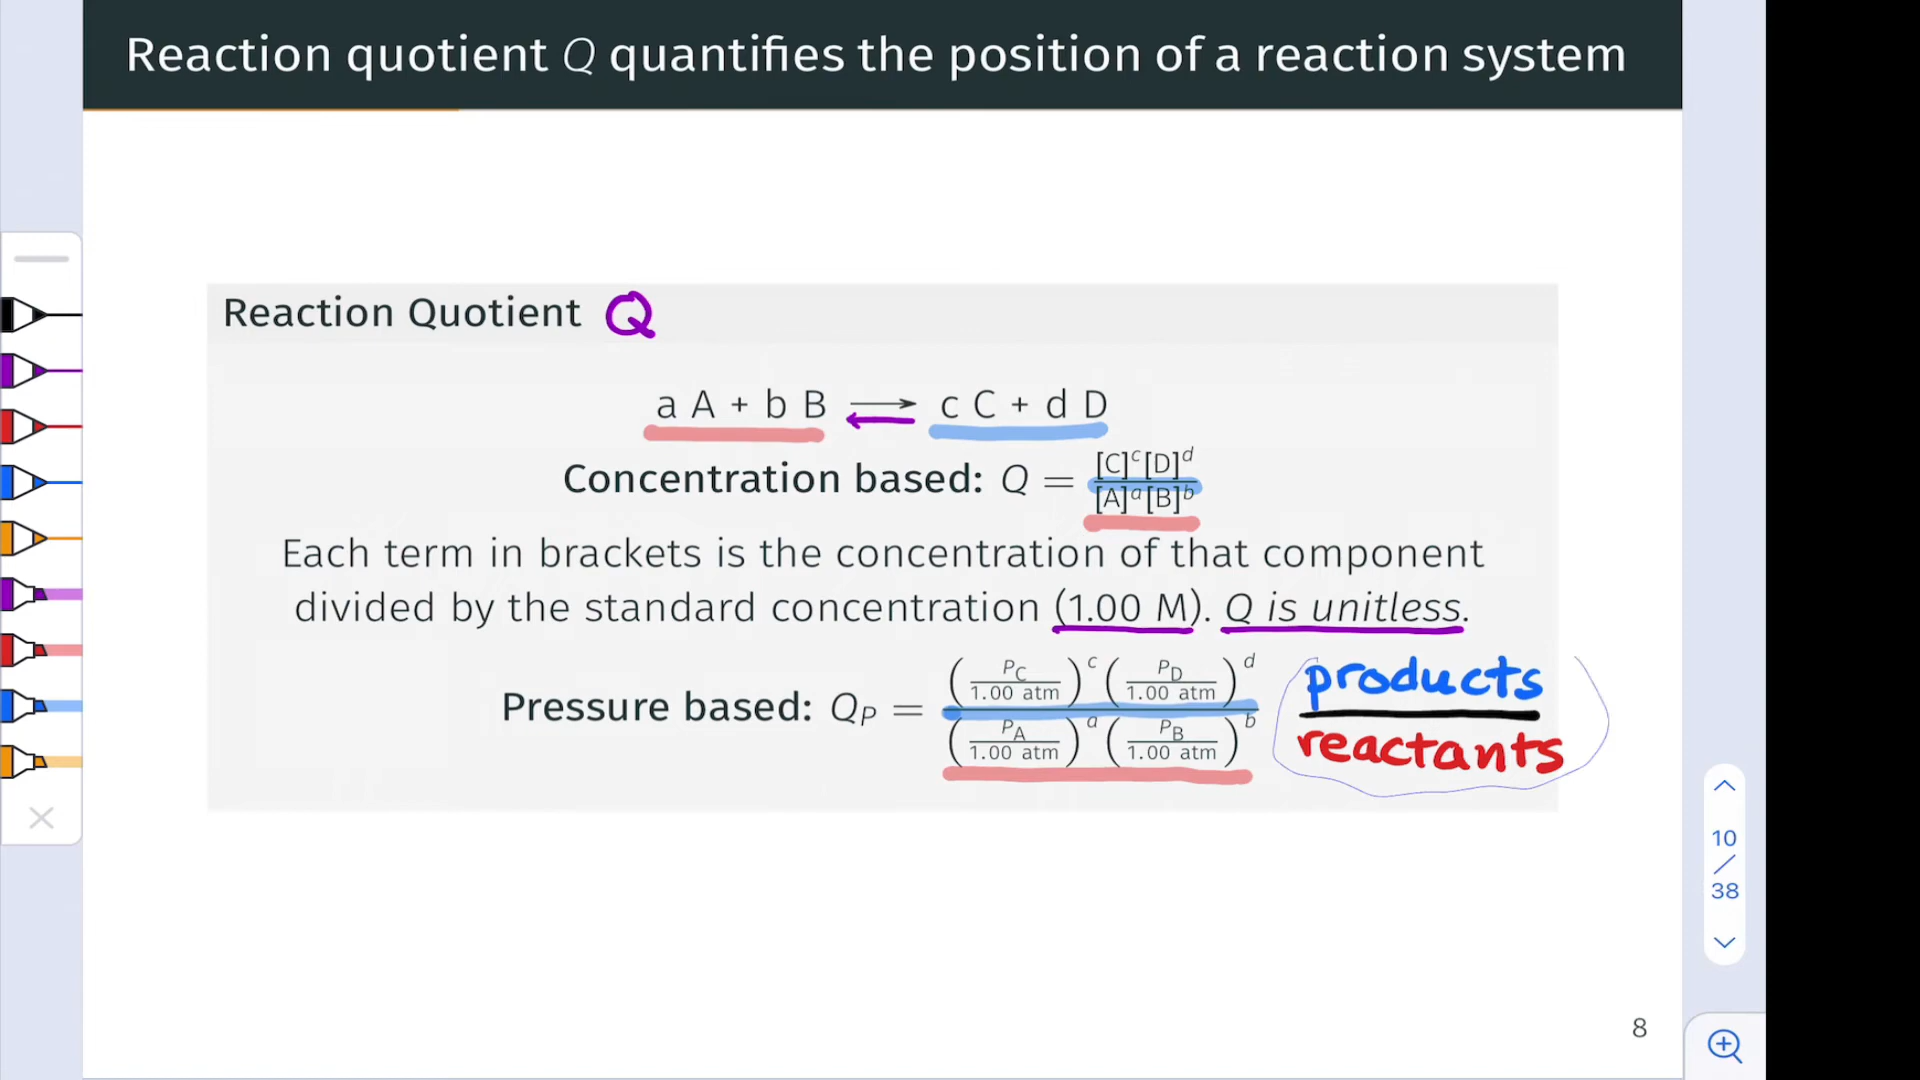 Reaction quotient Q quantifies the position of a reaction system
Reaction Quotient Q
a A + b B ⟶ c C + d D
Concentration based: Q = [C]^c[D]^d / [A]^a[B]^b
Each term in brackets is the concentration of that component
divided by the standard concentration (1.00 M). Q is unitless.
Pressure based: Q_P = (P_C / 1.00 atm)^c (P_D / 1.00 atm)^d / (P_A / 1.00 atm)^a (P_B / 1.00 atm)^b
products
reactants
10
/
38
8